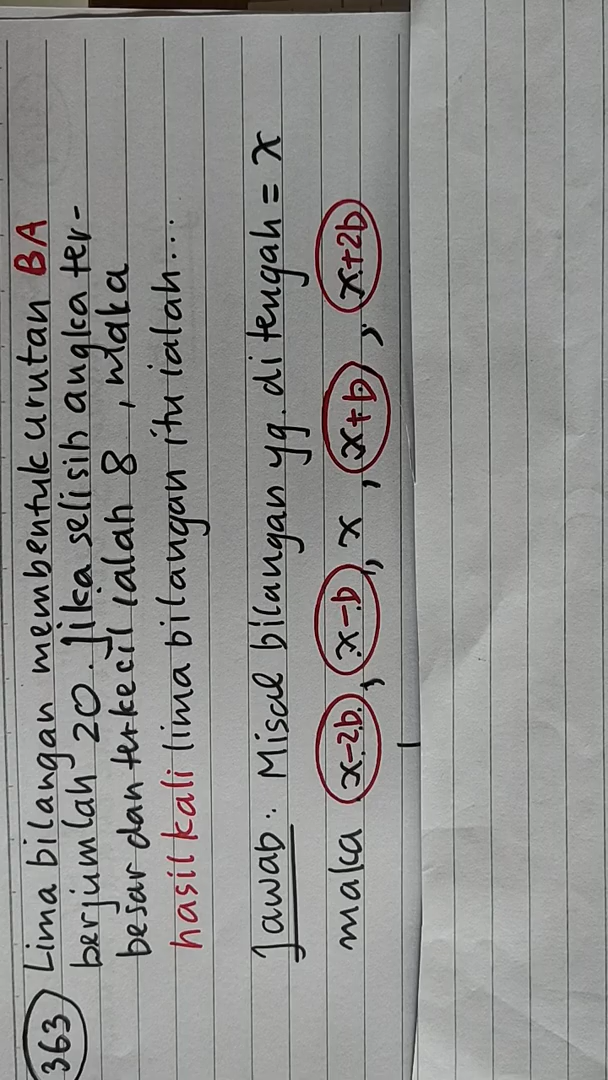 363 Lima bilangan membentuk urutan BA
berjumlah 20. Jika selisih angka ter-
besar dan terkecil ialah 8, maka
hasil kali lima bilangan itu ialah...
Jawab: Misal bilangan yg. di tengah = x
maka x-2b, x-b, x, x+b, x+2b